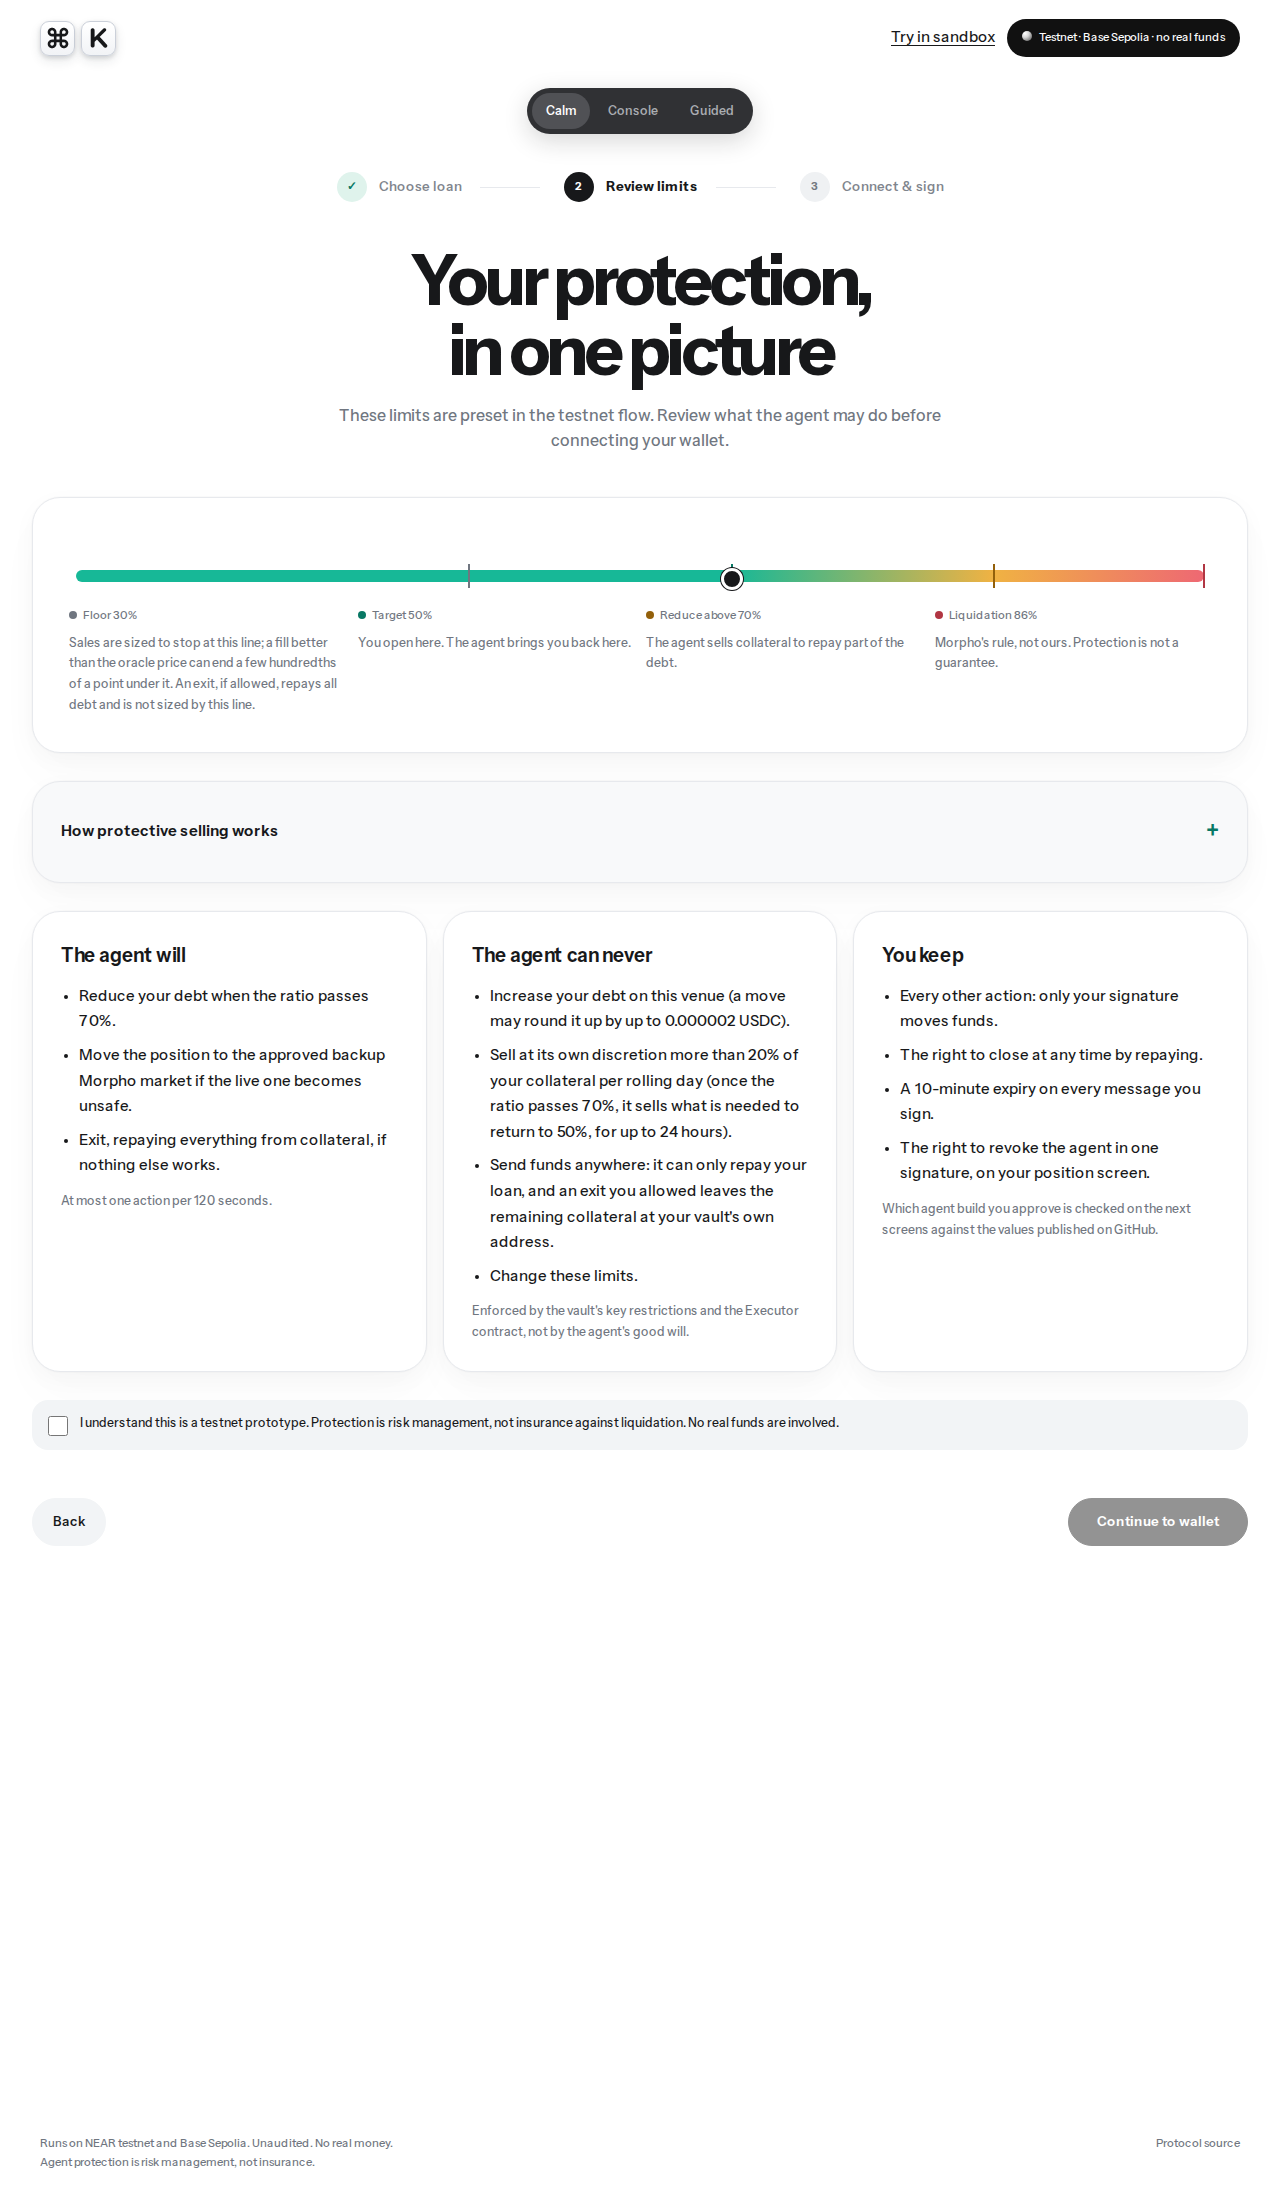 ⌘ K
Try in sandbox
Testnet · Base Sepolia · no real funds
Calm
Console
Guided
✓ Choose loan
2 Review limits
3 Connect & sign
Your protection,
in one picture
These limits are preset in the testnet flow. Review what the agent may do before
connecting your wallet.
Floor 30%
Sales are sized to stop at this line; a fill better
than the oracle price can end a few hundredths
of a point under it. An exit, if allowed, repays all
debt and is not sized by this line.
Target 50%
You open here. The agent brings you back here.
Reduce above 70%
The agent sells collateral to repay part of the
debt.
Liquidation 86%
Morpho's rule, not ours. Protection is not a
guarantee.
How protective selling works
+
The agent will
• Reduce your debt when the ratio passes
70%.
• Move the position to the approved backup
Morpho market if the live one becomes
unsafe.
• Exit, repaying everything from collateral, if
nothing else works.
At most one action per 120 seconds.
The agent can never
• Increase your debt on this venue (a move
may round it up by up to 0.000002 USDC).
• Sell at its own discretion more than 20% of
your collateral per rolling day (once the
ratio passes 70%, it sells what is needed to
return to 50%, for up to 24 hours).
• Send funds anywhere: it can only repay your
loan, and an exit you allowed leaves the
remaining collateral at your vault's own
address.
• Change these limits.
Enforced by the vault's key restrictions and the Executor
contract, not by the agent's good will.
You keep
• Every other action: only your signature
moves funds.
• The right to close at any time by repaying.
• A 10-minute expiry on every message you
sign.
• The right to revoke the agent in one
signature, on your position screen.
Which agent build you approve is checked on the next
screens against the values published on GitHub.
I understand this is a testnet prototype. Protection is risk management, not insurance against liquidation. No real funds are involved.
Back
Continue to wallet
Runs on NEAR testnet and Base Sepolia. Unaudited. No real money.
Agent protection is risk management, not insurance.
Protocol source